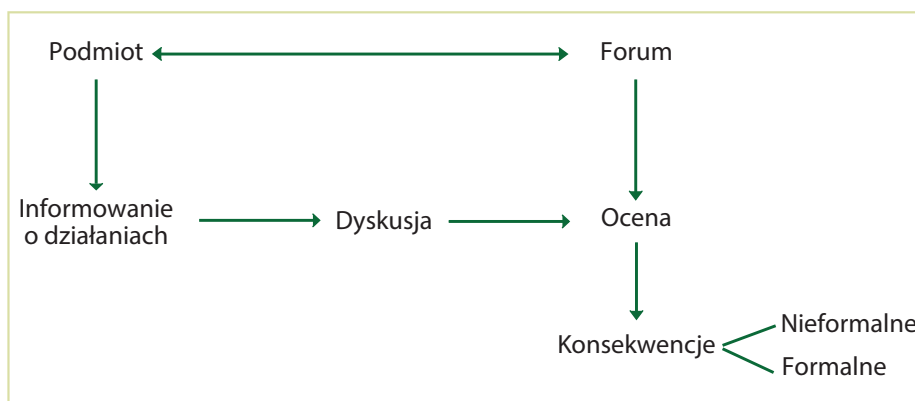 Podmiot
Forum
Informowanie
o działaniach
Dyskusja
Ocena
Konsekwencje
Nieformalne
Formalne